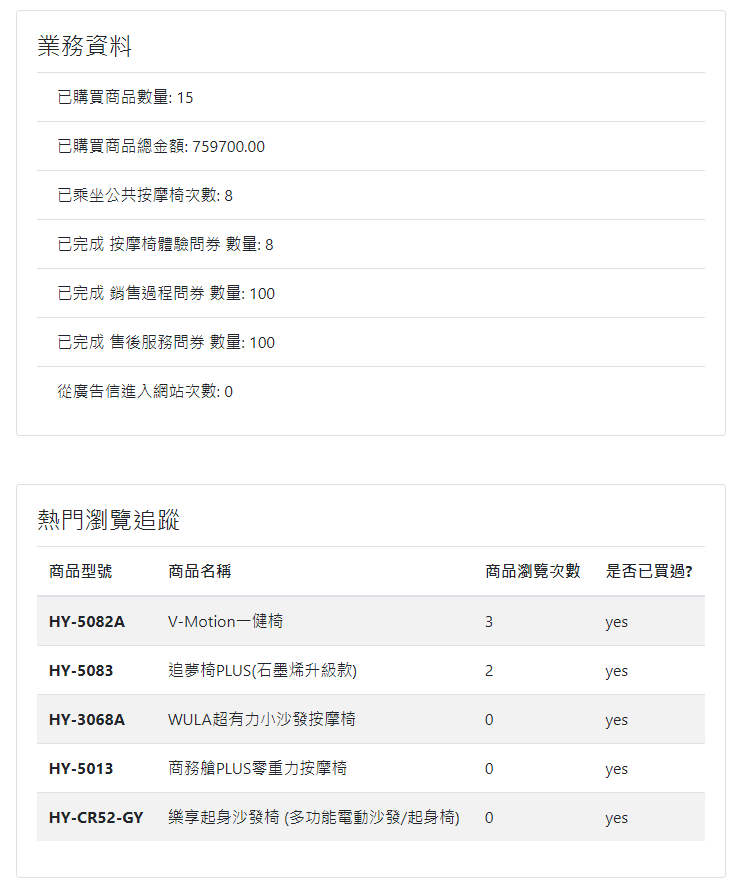 業務資料
已購買商品數量: 15
已購買商品總金額: 759700.00
已乘坐公共按摩椅次數: 8
已完成 按摩椅體驗問券 數量: 8
已完成 銷售過程問券 數量: 100
已完成 售後服務問券 數量: 100
從廣告信進入網站次數: 0
熱門瀏覽追蹤
商品型號 商品名稱 商品瀏覽次數 是否已買過?
HY-5082A V-Motion一健椅 3 yes
HY-5083 追夢椅PLUS(石墨烯升級款) 2 yes
HY-3068A WULA超有力小沙發按摩椅 0 yes
HY-5013 商務艙PLUS零重力按摩椅 0 yes
HY-CR52-GY 樂享起身沙發椅 (多功能電動沙發/起身椅) 0 yes